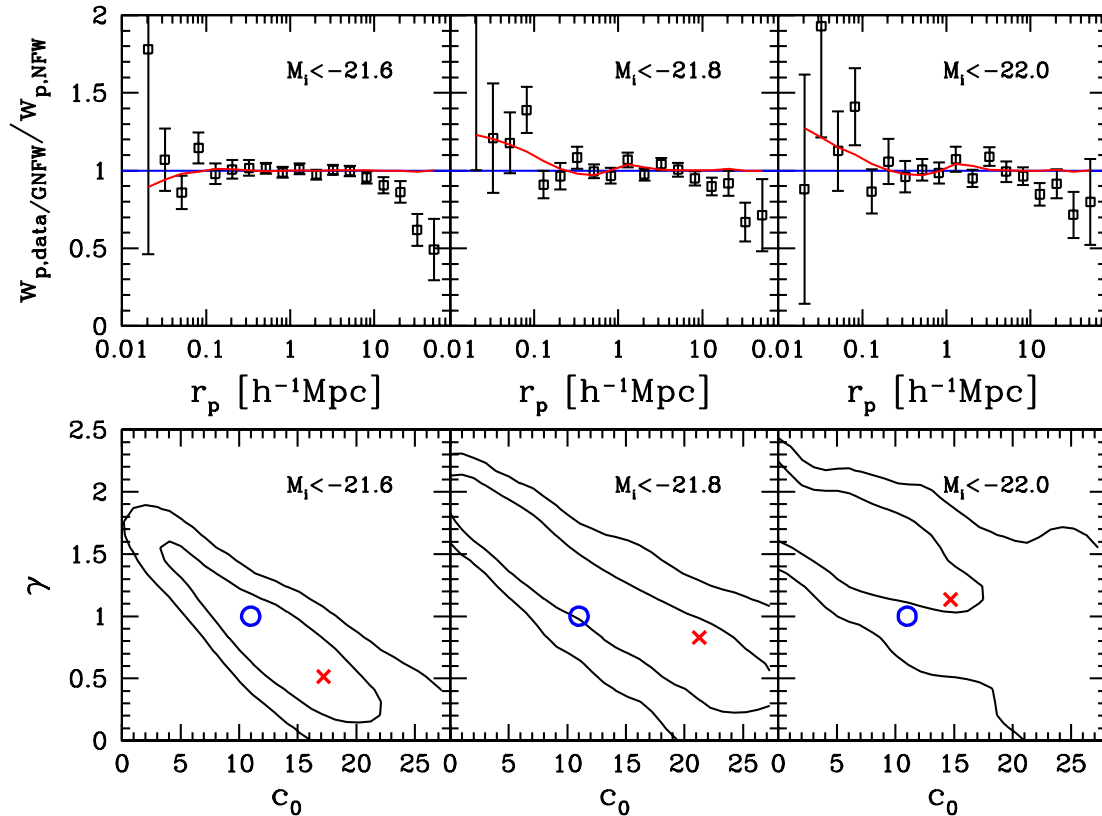 w_p,data/GNFW/w_p,NFW
2
1.5
1
0.5
0
M_i<-21.6
M_i<-21.8
M_i<-22.0
0.01 0.1 1 10 0.01 0.1 1 10 0.01 0.1 1 10
r_p [h⁻¹Mpc] r_p [h⁻¹Mpc] r_p [h⁻¹Mpc]
γ
2.5
2
1.5
1
0.5
0
M_i<-21.6
M_i<-21.8
M_i<-22.0
0 5 10 15 20 25 0 5 10 15 20 25 0 5 10 15 20 25
c_0 c_0 c_0